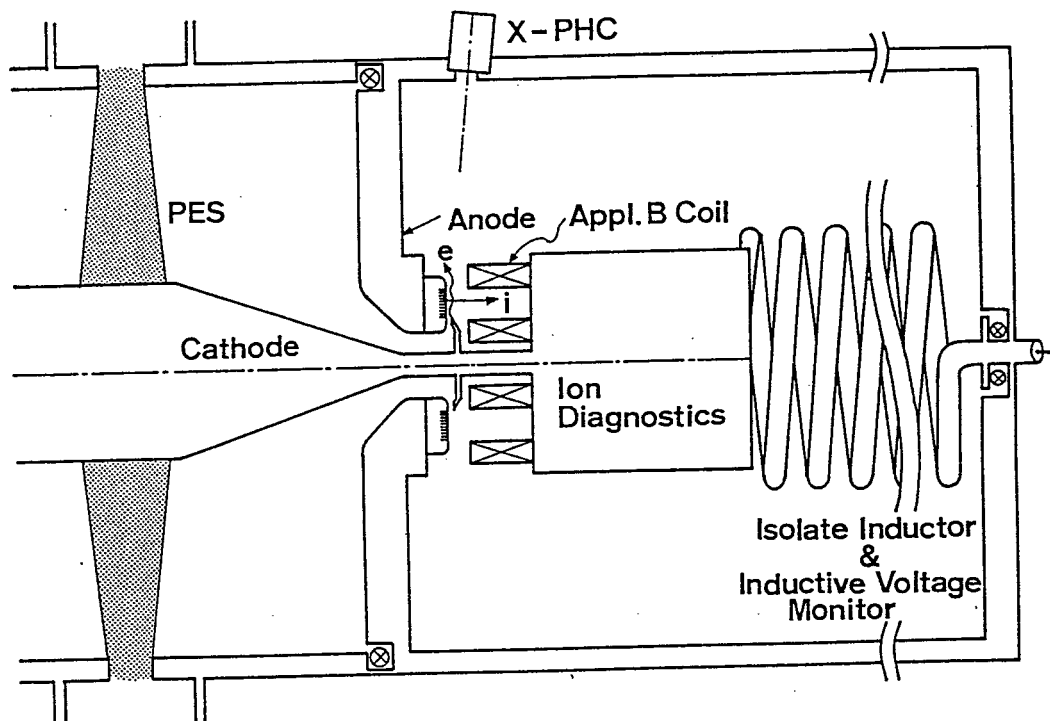 X-PHC
PES
Anode
Appl. B Coil
e
i
Cathode
Ion
Diagnostics
Isolate Inductor
&
Inductive Voltage
Monitor